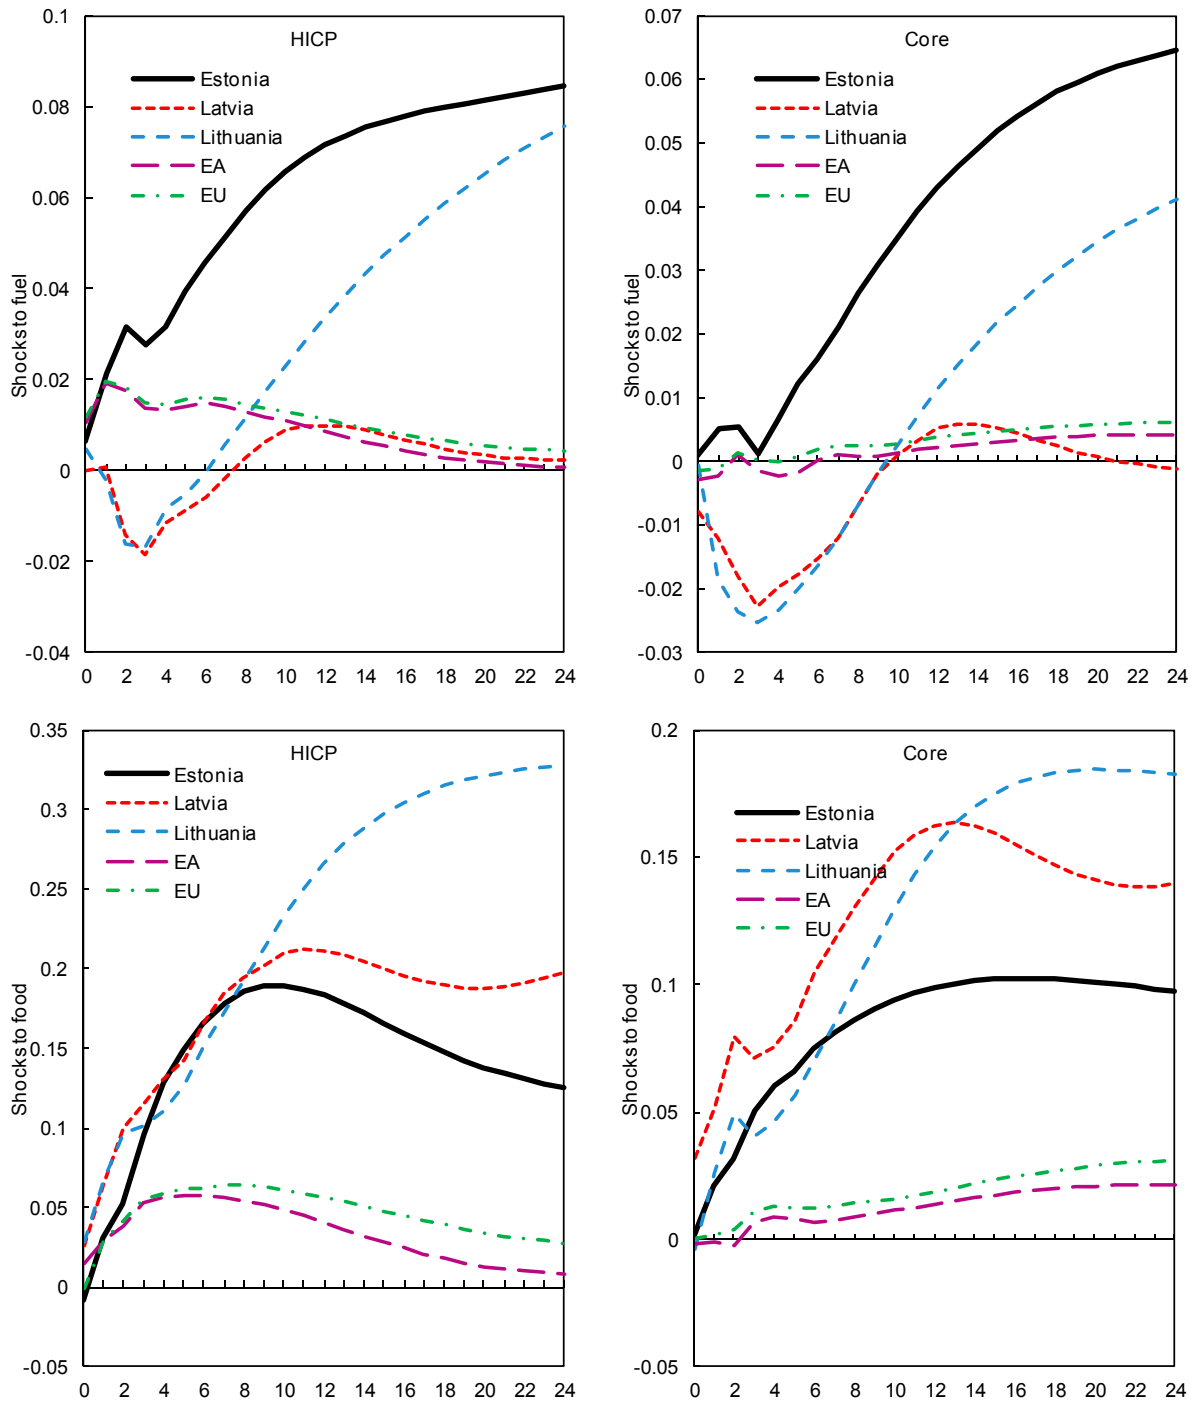 HICP
0.1
0.08
0.06
0.04
0.02
0
-0.02
-0.04
Shocks to fuel
Estonia
Latvia
Lithuania
EA
EU
0 2 4 6 8 10 12 14 16 18 20 22 24
Core
0.07
0.06
0.05
0.04
0.03
0.02
0.01
0
-0.01
-0.02
-0.03
Shocks to fuel
Estonia
Latvia
Lithuania
EA
EU
0 2 4 6 8 10 12 14 16 18 20 22 24
HICP
0.35
0.3
0.25
0.2
0.15
0.1
0.05
0
-0.05
Shocks to food
Estonia
Latvia
Lithuania
EA
EU
0 2 4 6 8 10 12 14 16 18 20 22 24
Core
0.2
0.15
0.1
0.05
0
-0.05
Shocks to food
Estonia
Latvia
Lithuania
EA
EU
0 2 4 6 8 10 12 14 16 18 20 22 24